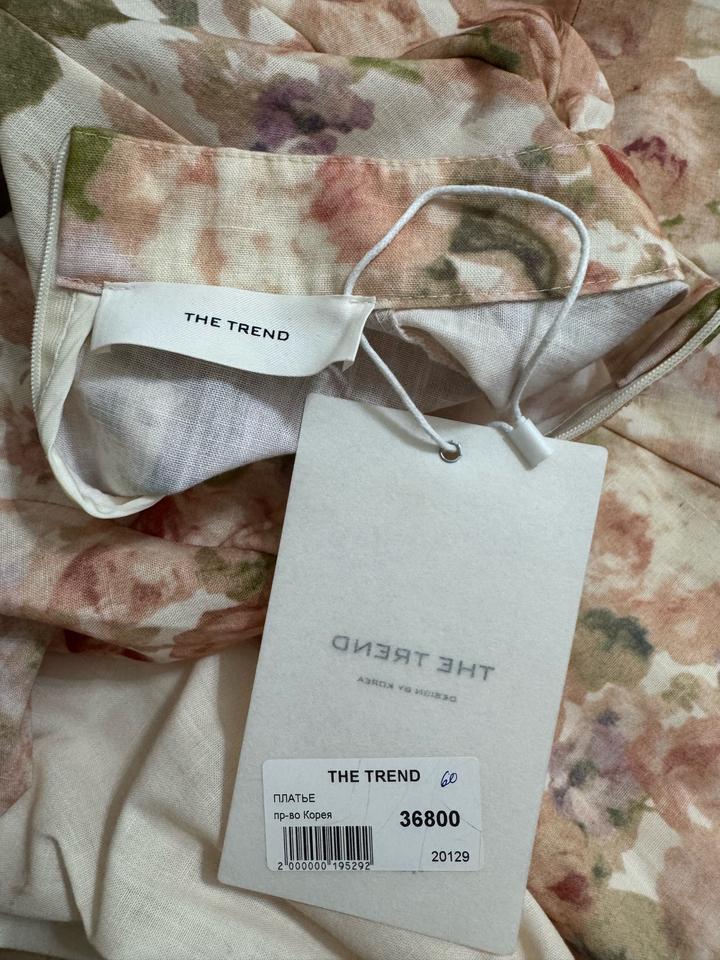 THE TREND
THE TREND
DESIGN BY KOREA
THE TREND 60
ПЛАТЬЕ
пр-во Корея
36800
2 000000 195292
20129